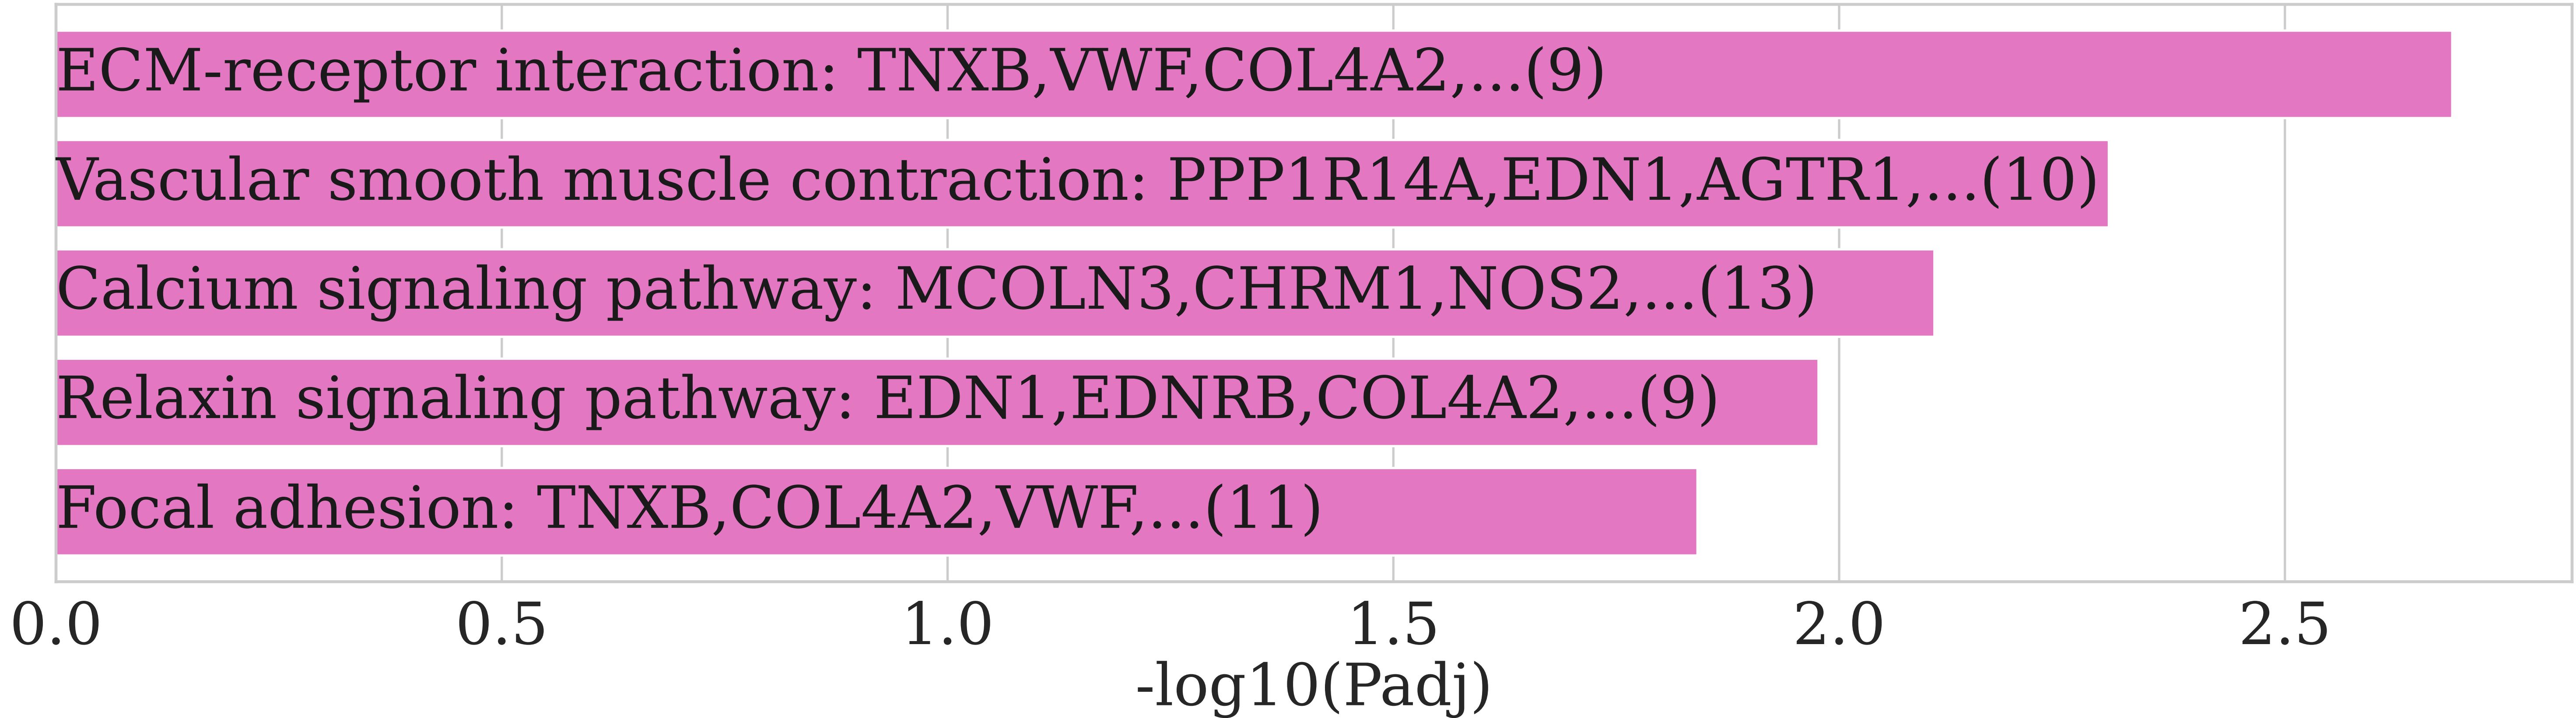 ECM-receptor interaction: TNXB,VWF,COL4A2,...(9)
Vascular smooth muscle contraction: PPP1R14A,EDN1,AGTR1,...(10)
Calcium signaling pathway: MCOLN3,CHRM1,NOS2,...(13)
Relaxin signaling pathway: EDN1,EDNRB,COL4A2,...(9)
Focal adhesion: TNXB,COL4A2,VWF,...(11)
0.0 0.5 1.0 1.5 2.0 2.5
-log10(Padj)